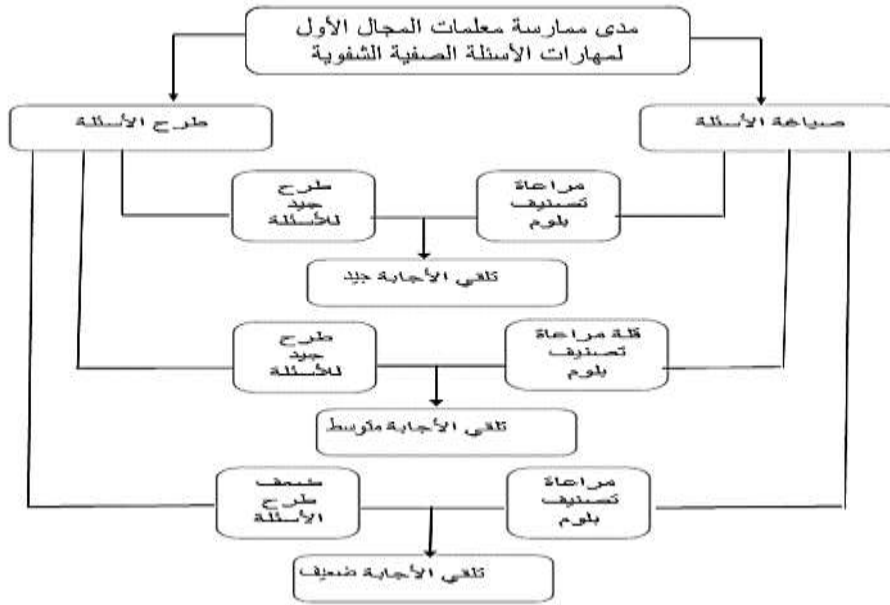 مدى ممارسة معلمات المجال الأول
لمهارات الأسئلة الصفية الشفوية
صياغة الأسئلة
طرح الأسئلة
مراعاة
تصنيف
بلوم
طرح
جيد
للأسئلة
تلقي الأجابة جيد
قلة مراعاة
تصنيف
بلوم
طرح
جيد
للأسئلة
تلقي الأجابة متوسط
مراعاة
تصنيف
بلوم
ضعف
طرح
الأسئلة
تلقي الأجابة ضعيف